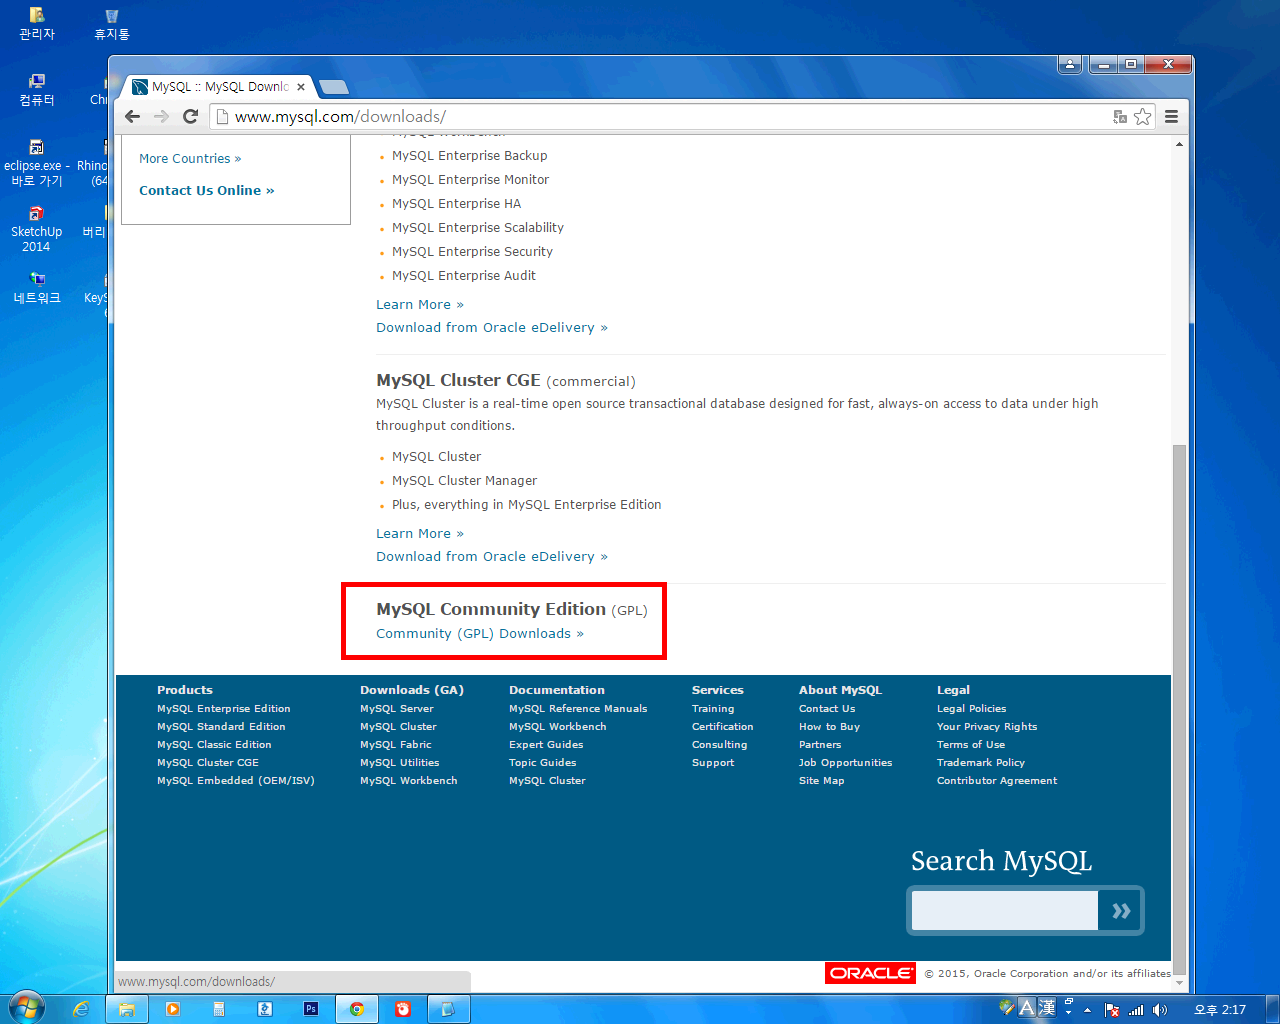 관리자
휴지통
컴퓨터
eclipse.exe -
바로 가기
SketchUp
2014
네트워크
MySQL :: MySQL Downlo
www.mysql.com/downloads/
More Countries »
Contact Us Online »
MySQL Workbench
MySQL Enterprise Backup
MySQL Enterprise Monitor
MySQL Enterprise HA
MySQL Enterprise Scalability
MySQL Enterprise Security
MySQL Enterprise Audit
Learn More »
Download from Oracle eDelivery »
MySQL Cluster CGE (commercial)
MySQL Cluster is a real-time open source transactional database designed for fast, always-on access to data under high
throughput conditions.
MySQL Cluster
MySQL Cluster Manager
Plus, everything in MySQL Enterprise Edition
Learn More »
Download from Oracle eDelivery »
MySQL Community Edition (GPL)
Community (GPL) Downloads »
Products
MySQL Enterprise Edition
MySQL Standard Edition
MySQL Classic Edition
MySQL Cluster CGE
MySQL Embedded (OEM/ISV)
Downloads (GA)
MySQL Server
MySQL Cluster
MySQL Fabric
MySQL Utilities
MySQL Workbench
Documentation
MySQL Reference Manuals
MySQL Workbench
Expert Guides
Topic Guides
MySQL Cluster
Services
Training
Certification
Consulting
Support
About MySQL
Contact Us
How to Buy
Partners
Job Opportunities
Site Map
Legal
Legal Policies
Your Privacy Rights
Terms of Use
Trademark Policy
Contributor Agreement
Search MySQL
ORACLE
© 2015, Oracle Corporation and/or its affiliates
www.mysql.com/downloads/
Ps
A 漢
오후 2:17